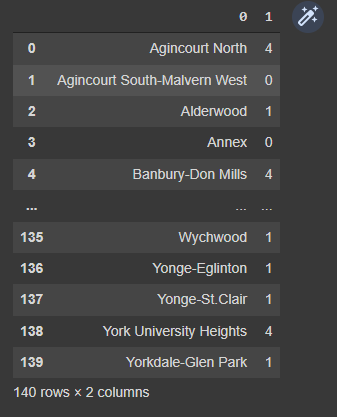 0 1
0 Agincourt North 4
1 Agincourt South-Malvern West 0
2 Alderwood 1
3 Annex 0
4 Banbury-Don Mills 4
... ... ...
135 Wychwood 1
136 Yonge-Eglinton 1
137 Yonge-St.Clair 1
138 York University Heights 4
139 Yorkdale-Glen Park 1
140 rows × 2 columns